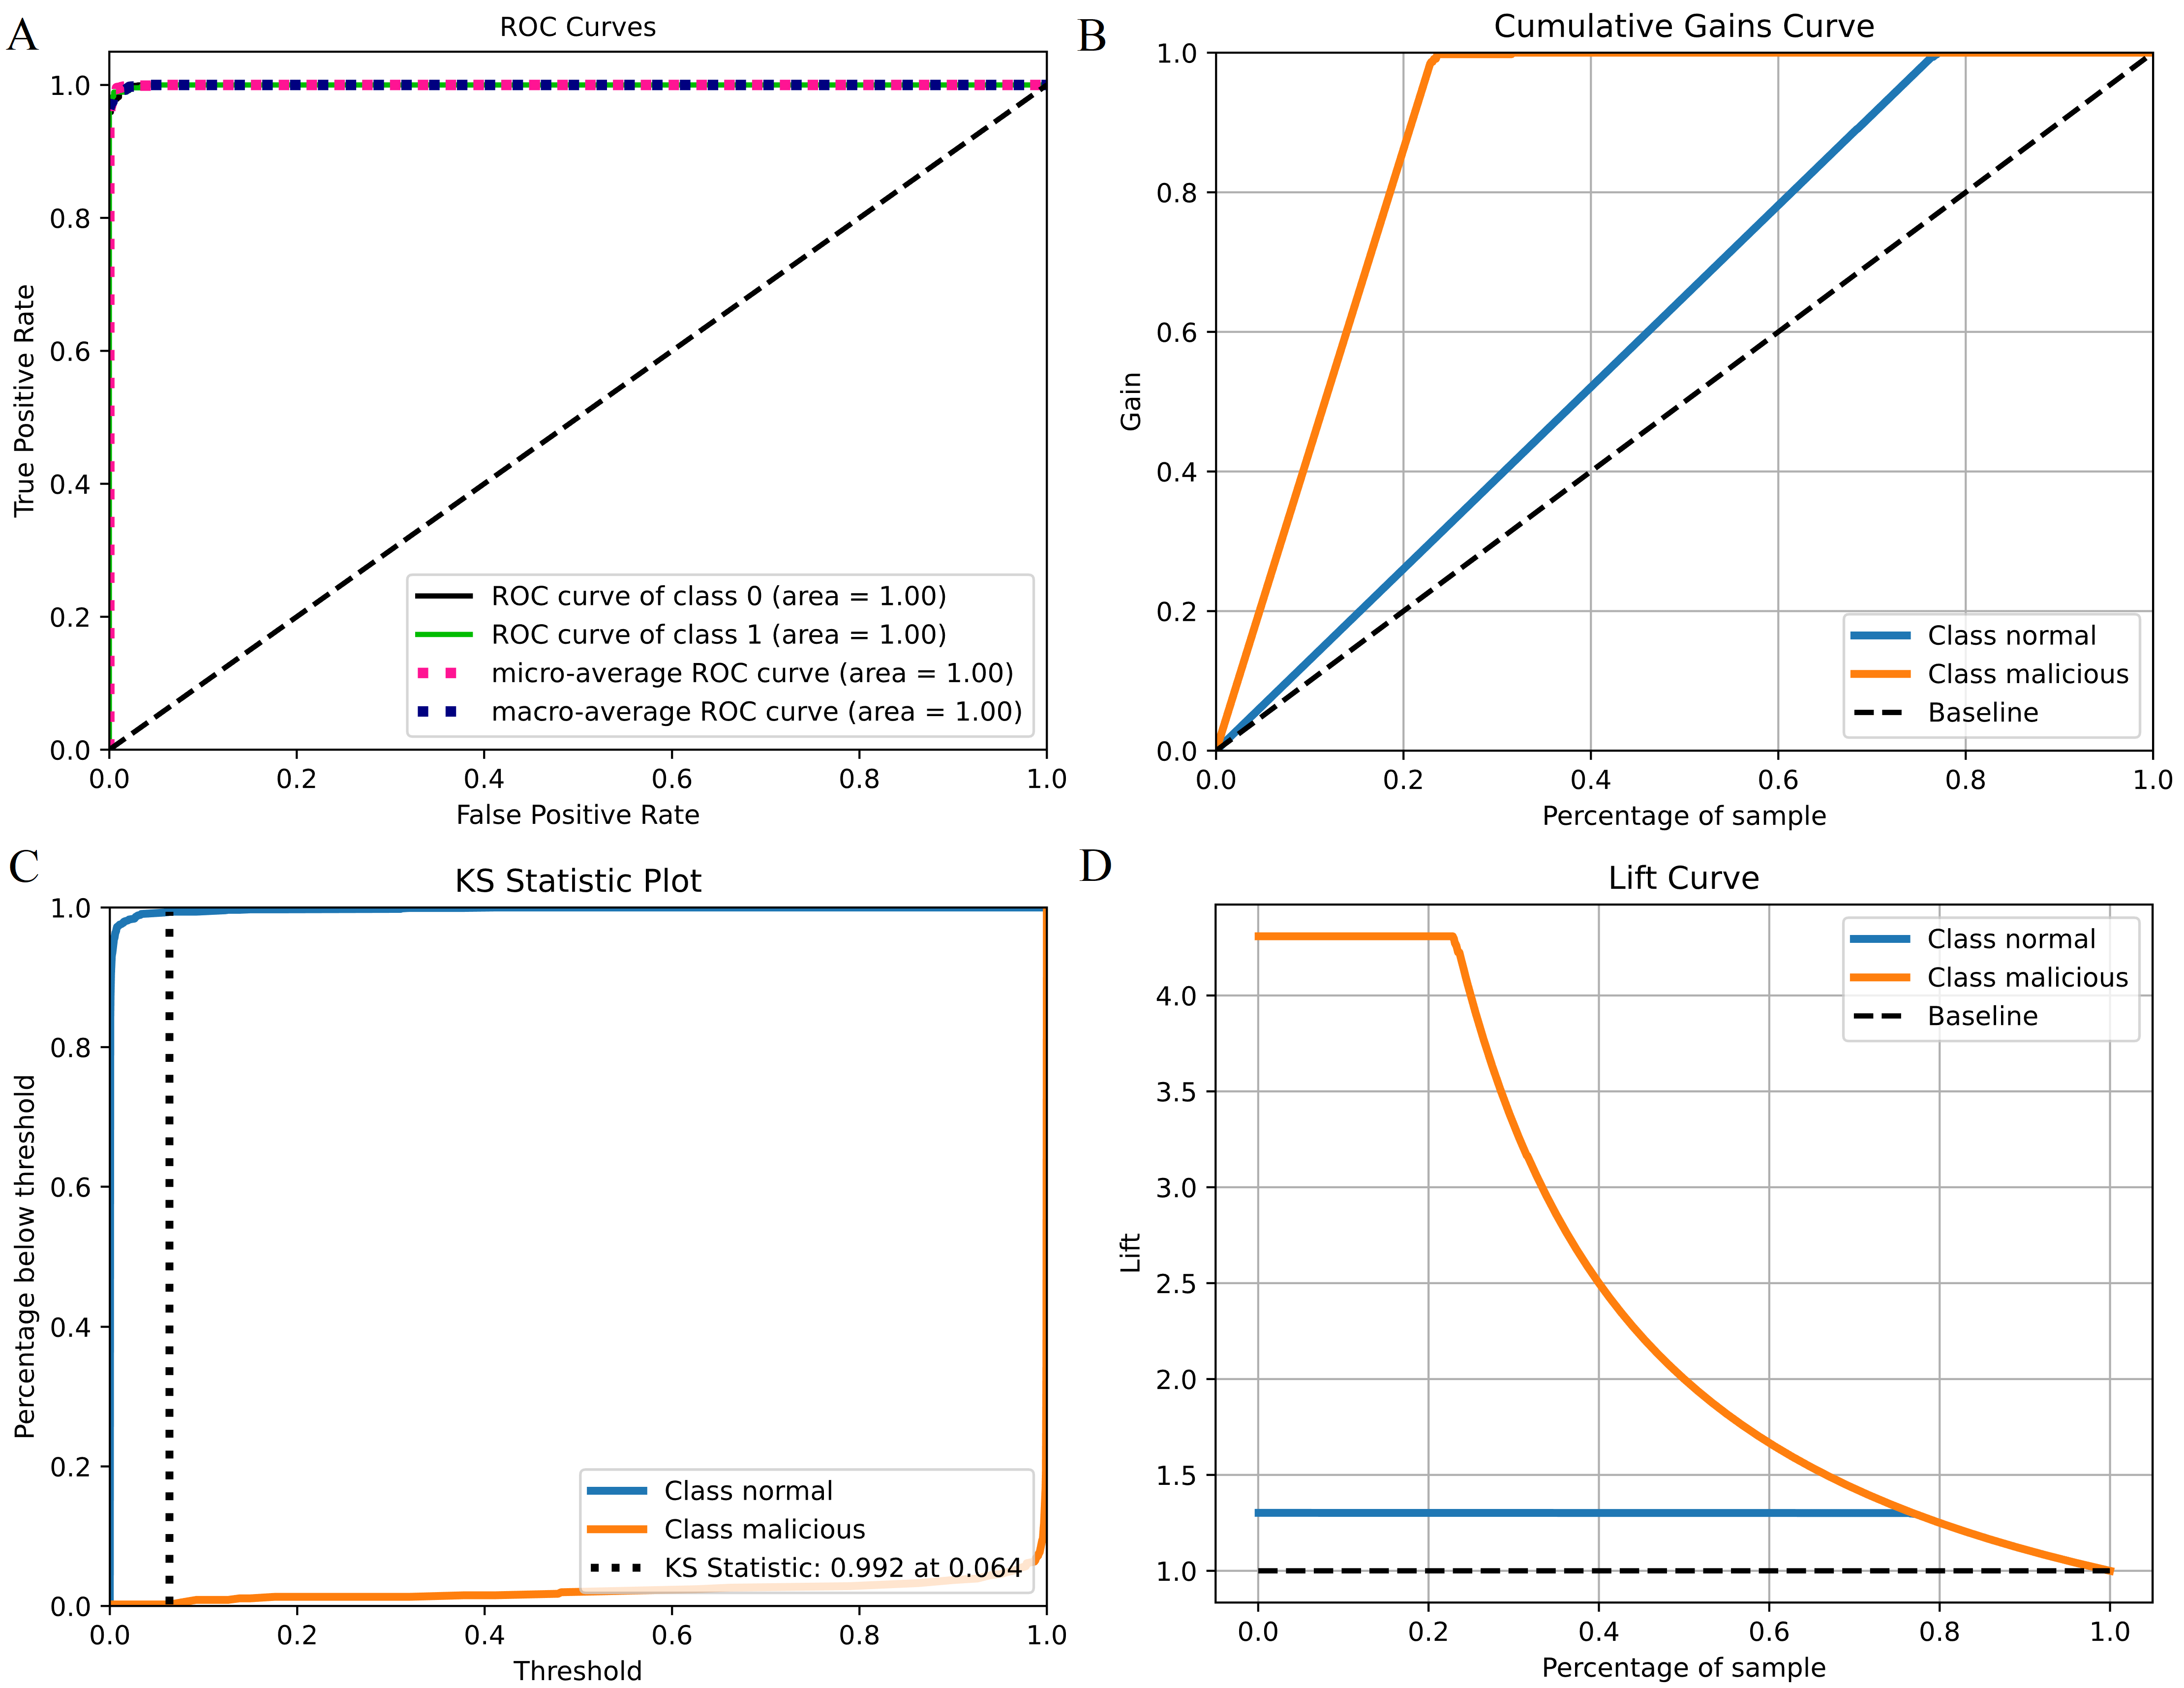 A
ROC Curves
1.0
0.8
0.6
0.4
0.2
0.0
True Positive Rate
ROC curve of class 0 (area = 1.00)
ROC curve of class 1 (area = 1.00)
micro-average ROC curve (area = 1.00)
macro-average ROC curve (area = 1.00)
0.0 0.2 0.4 0.6 0.8 1.0
False Positive Rate
B
Cumulative Gains Curve
1.0
0.8
0.6
0.4
0.2
0.0
Gain
Class normal
Class malicious
Baseline
0.0 0.2 0.4 0.6 0.8 1.0
Percentage of sample
C
KS Statistic Plot
1.0
0.8
0.6
0.4
0.2
0.0
Percentage below threshold
Class normal
Class malicious
KS Statistic: 0.992 at 0.064
0.0 0.2 0.4 0.6 0.8 1.0
Threshold
D
Lift Curve
4.0
3.5
3.0
2.5
2.0
1.5
1.0
Lift
Class normal
Class malicious
Baseline
0.0 0.2 0.4 0.6 0.8 1.0
Percentage of sample